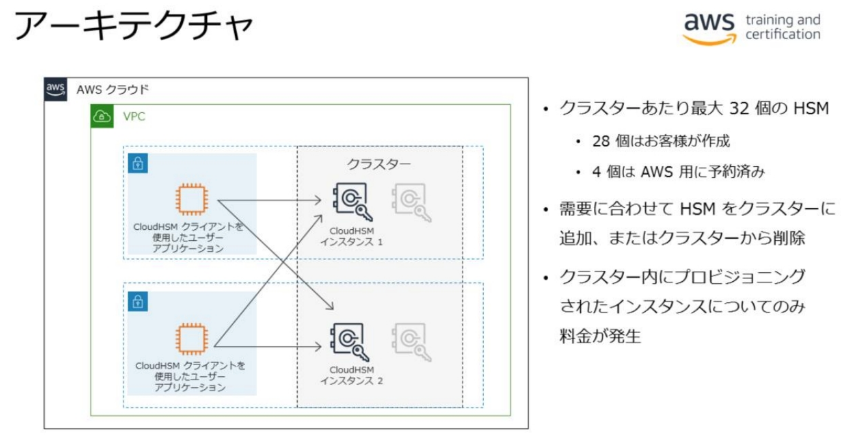 アーキテクチャ
aws training and
certification
aws AWS クラウド
VPC
クラスター
CloudHSM クライアントを
使用したユーザー
アプリケーション
CloudHSM
インスタンス 1
CloudHSM クライアントを
使用したユーザー
アプリケーション
CloudHSM
インスタンス 2
• クラスターあたり最大 32 個の HSM
• 28 個はお客様が作成
• 4 個は AWS 用に予約済み
• 需要に合わせて HSM をクラスターに
追加、またはクラスターから削除
• クラスター内にプロビジョニング
されたインスタンスについてのみ
料金が発生